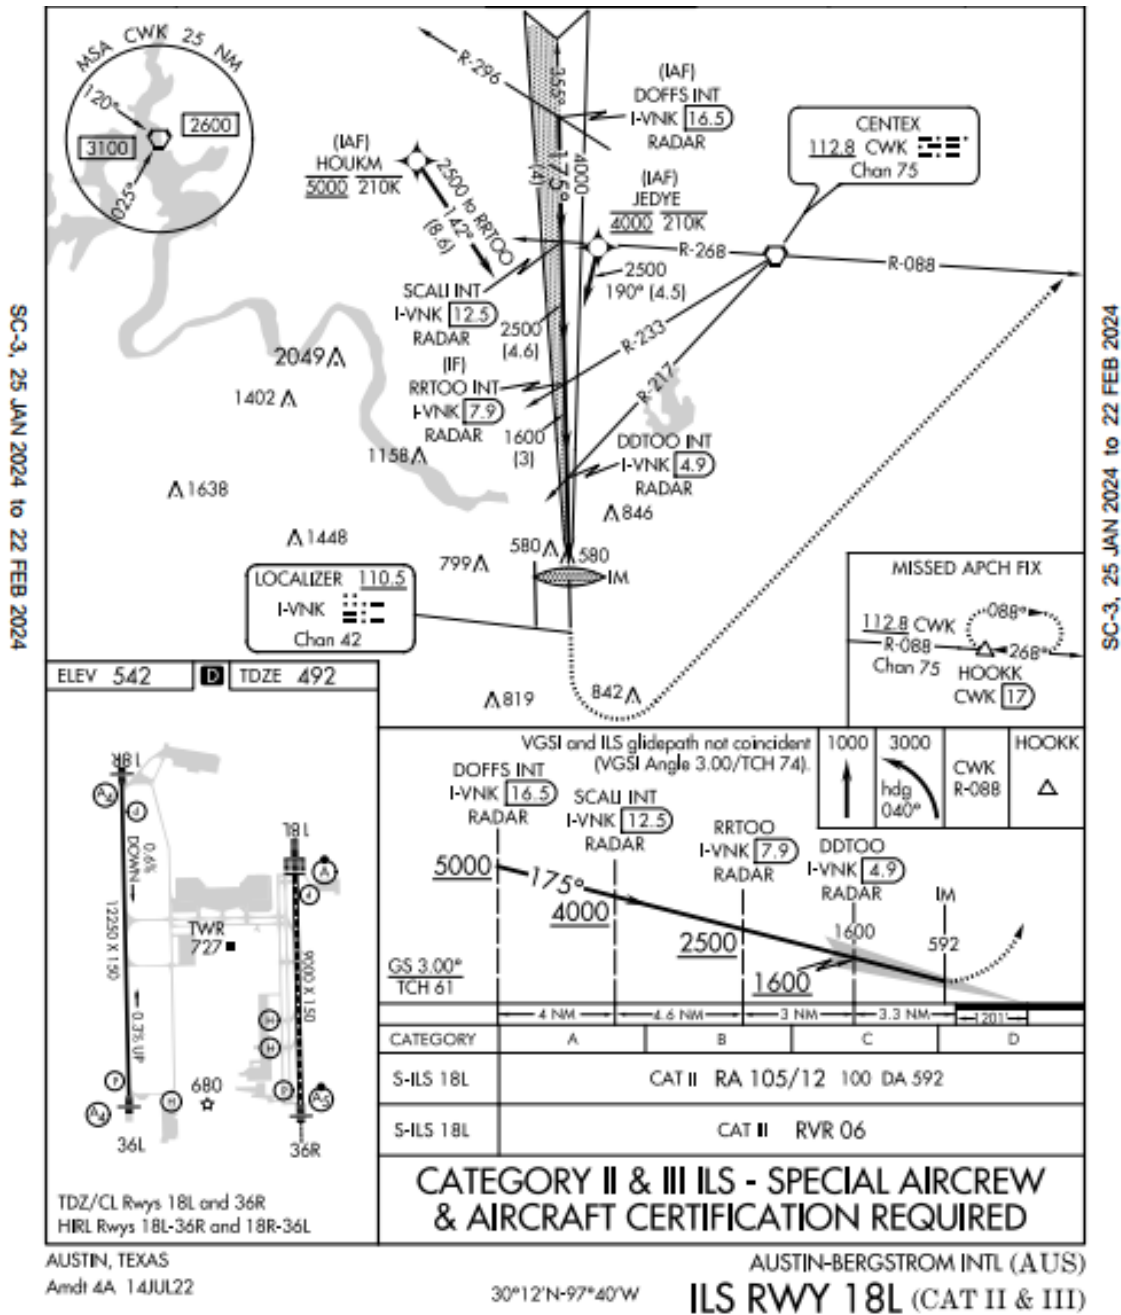 MSA CWK 25 NM
120°
2600
3100
025°
R-296
355°
(IAF)
DOFFS INT
I-VNK 16.5
RADAR
CENTEX
112.8 CWK
Chan 75
(IAF)
HOUKM
5000 210K
2500 to RRTOO
142°
(8.6)
175°
(4)
4000
(IAF)
JEDYE
4000 210K
R-268
R-088
2500
190° (4.5)
SCALI INT
I-VNK 12.5
RADAR
2500
(4.6)
R-233
(IF)
RRTOO INT
I-VNK 7.9
RADAR
R-217
1600
(3)
DDTOO INT
I-VNK 4.9
RADAR
2049
1402
1158
1638
846
1448
799
580
580
IM
LOCALIZER 110.5
I-VNK
Chan 42
819
842
MISSED APCH FIX
088°
112.8 CWK
R-088
268°
Chan 75
HOOKK
CWK 17
SC-3, 25 JAN 2024 to 22 FEB 2024
SC-3, 25 JAN 2024 to 22 FEB 2024
ELEV 542
D
TDZE 492
18R
A4
P
0.6%
DOWN
12250 X 150
0.3% UP
18L
A
P
TWR
727
9000 X 150
H
H
P
P
A4
H
680
A5
36L
36R
TDZ/CL Rwys 18L and 36R
HIRL Rwys 18L-36R and 18R-36L
VGSI and ILS glidepath not coincident
(VGSI Angle 3.00/TCH 74).
1000
3000
hdg
040°
CWK
R-088
HOOKK
DOFFS INT
I-VNK 16.5
RADAR
SCALI INT
I-VNK 12.5
RADAR
RRTOO
I-VNK 7.9
RADAR
DDTOO
I-VNK 4.9
RADAR
IM
5000
175°
4000
2500
1600
1600
592
GS 3.00°
TCH 61
4 NM
4.6 NM
3 NM
3.3 NM
1201'
CATEGORY A B C D
S-ILS 18L CAT II RA 105/12 100 DA 592
S-ILS 18L CAT III RVR 06
CATEGORY II & III ILS - SPECIAL AIRCREW
& AIRCRAFT CERTIFICATION REQUIRED
AUSTIN, TEXAS
Amdt 4A 14JUL22
30°12'N-97°40'W
AUSTIN-BERGSTROM INTL (AUS)
ILS RWY 18L (CAT II & III)